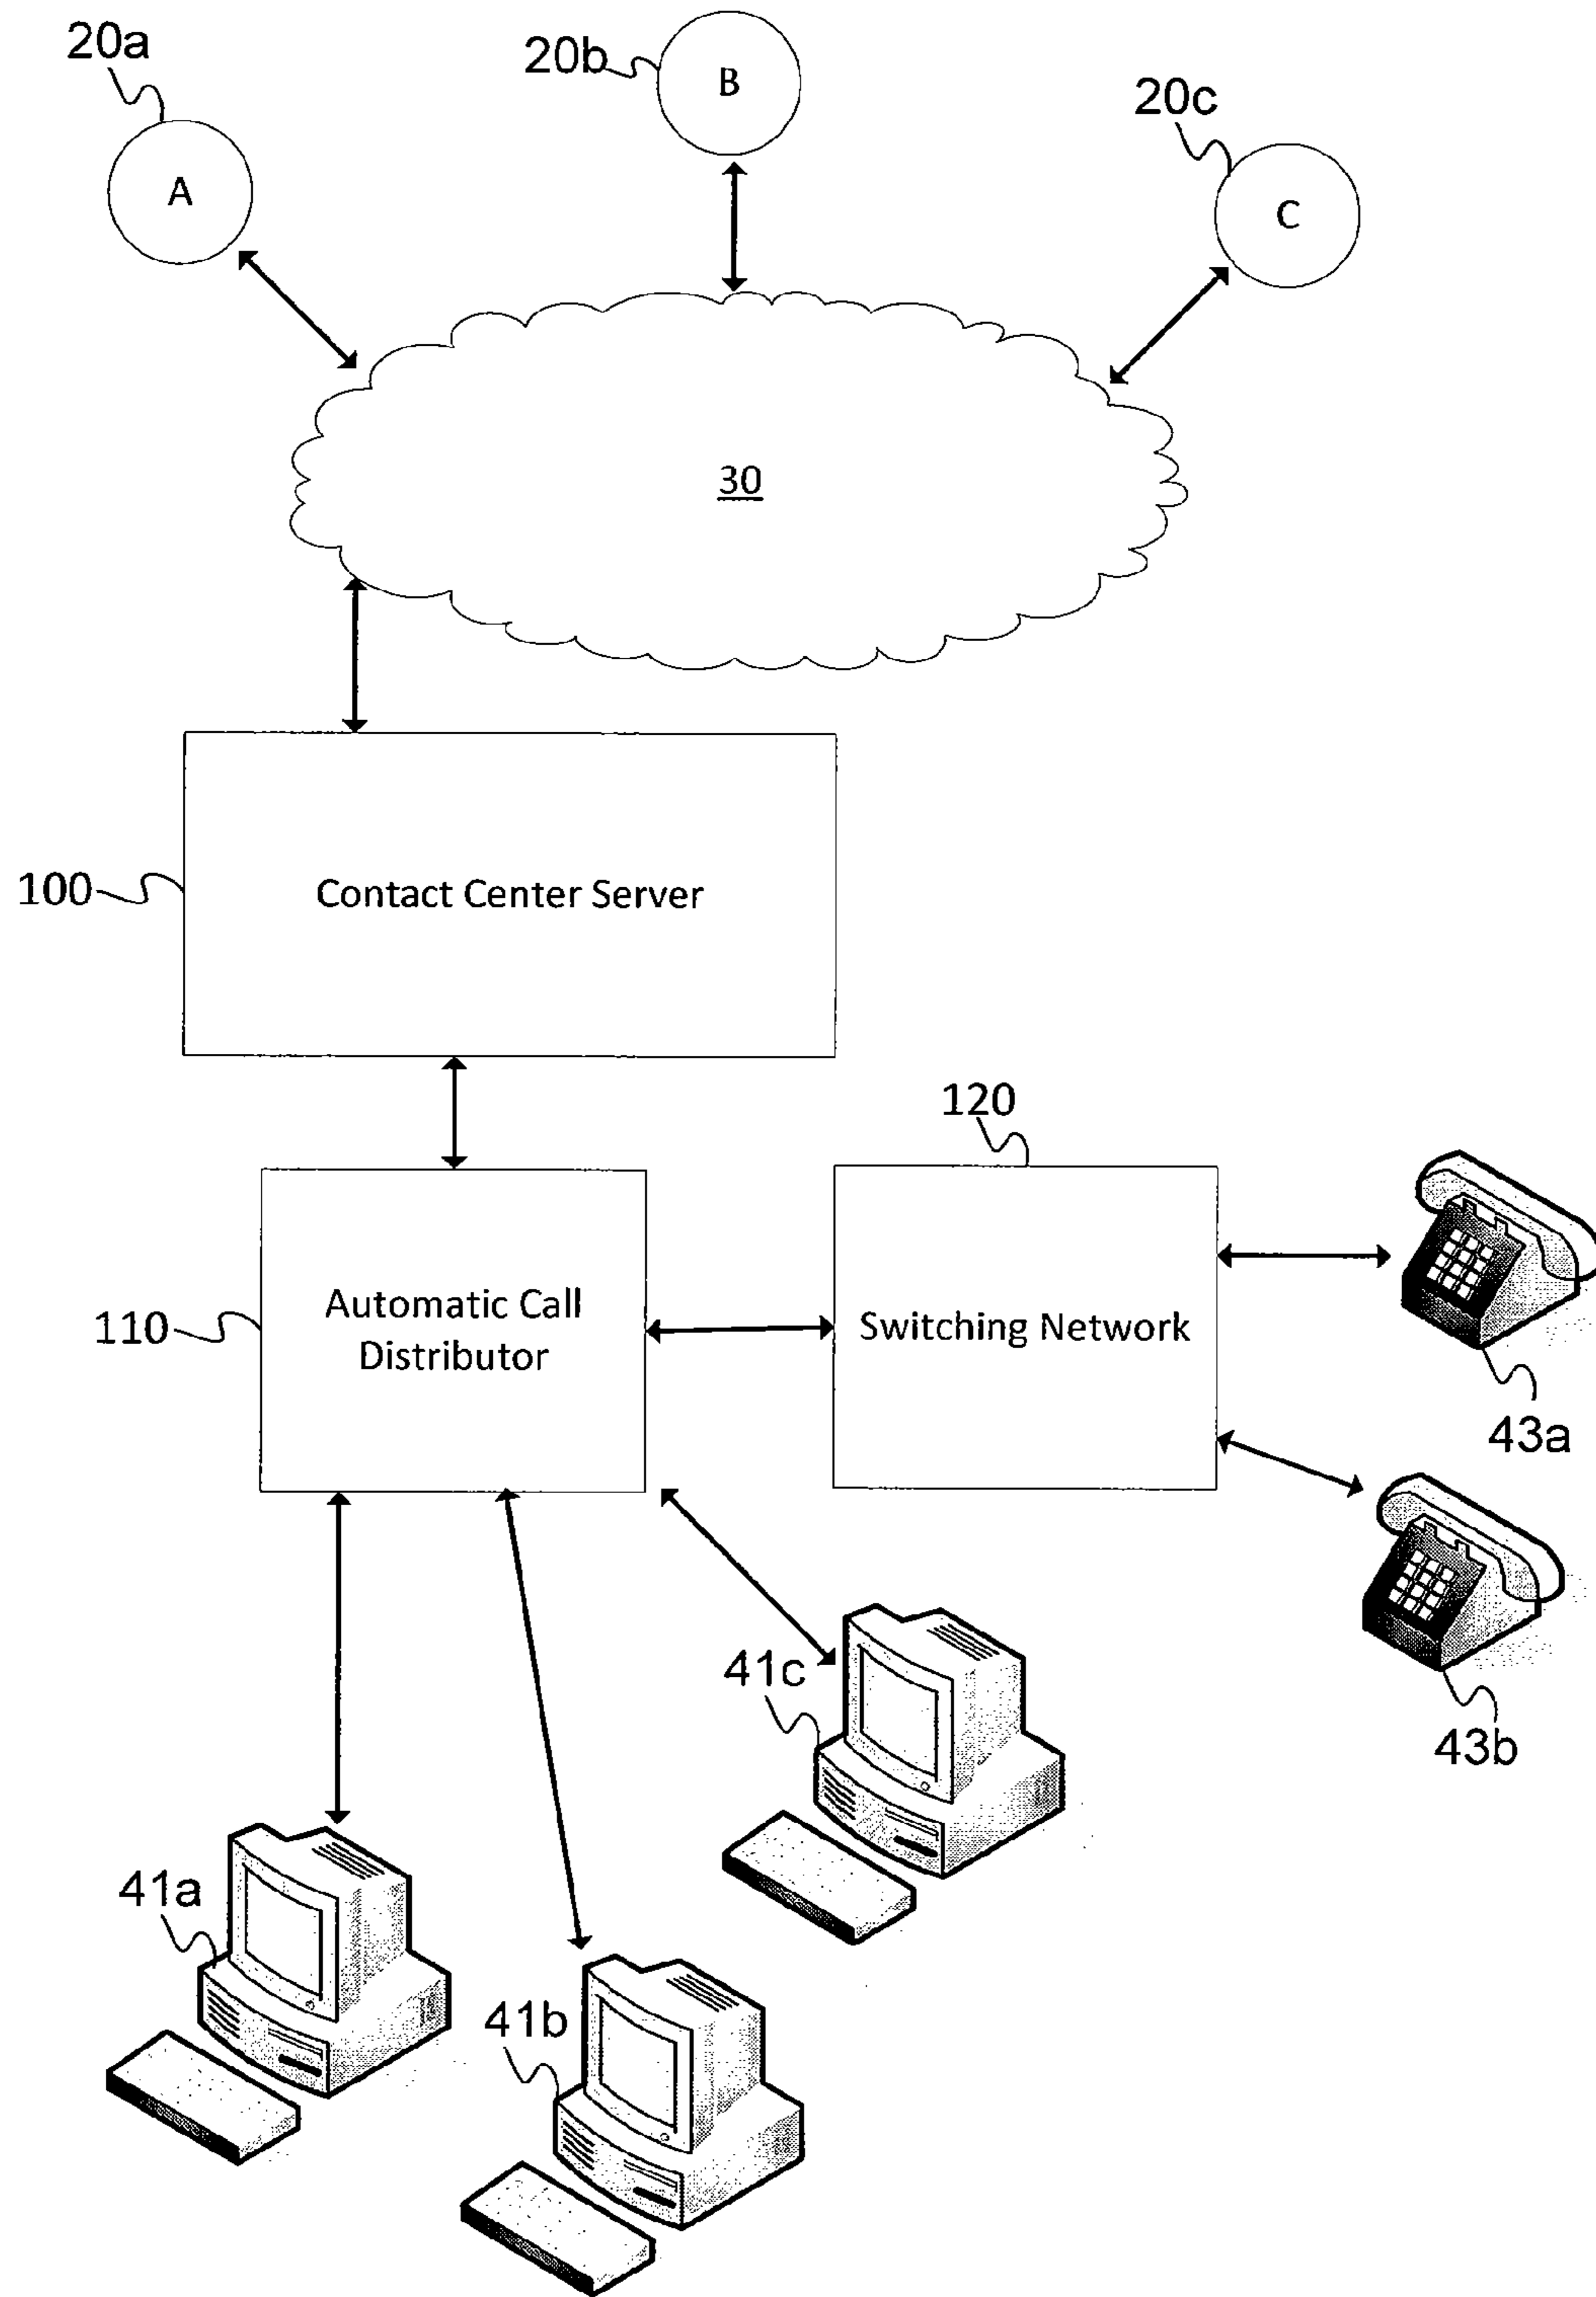 20a
20b
B
20c
A
C
30
100
Contact Center Server
120
110
Automatic Call
Distributor
Switching Network
43a
41c
43b
41a
41b